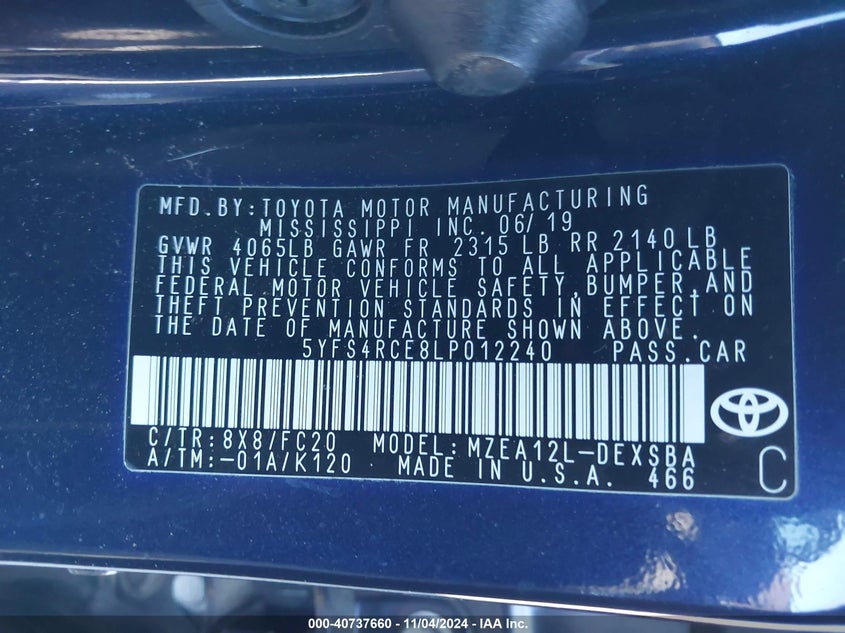 MFD.BY:TOYOTA MOTOR MANUFACTURING
MISSISSIPPI INC. 06/19
GVWR 4065LB GAWR FR 2315 LB RR 2140 LB
THIS VEHICLE CONFORMS TO ALL APPLICABLE
FEDERAL MOTOR VEHICLE SAFETY,BUMPER,AND
THEFT PREVENTION STANDARDS IN EFFECT ON
THE DATE OF MANUFACTURE SHOWN ABOVE.
5YFS4RCE8LP012240 PASS.CAR
C/TR:8X8/FC20 MODEL:MZEA12L-DEXSBA
A/TM:-01A/K120 MADE IN U.S.A. 466
C
000-40737660 - 11/04/2024 - IAA Inc.